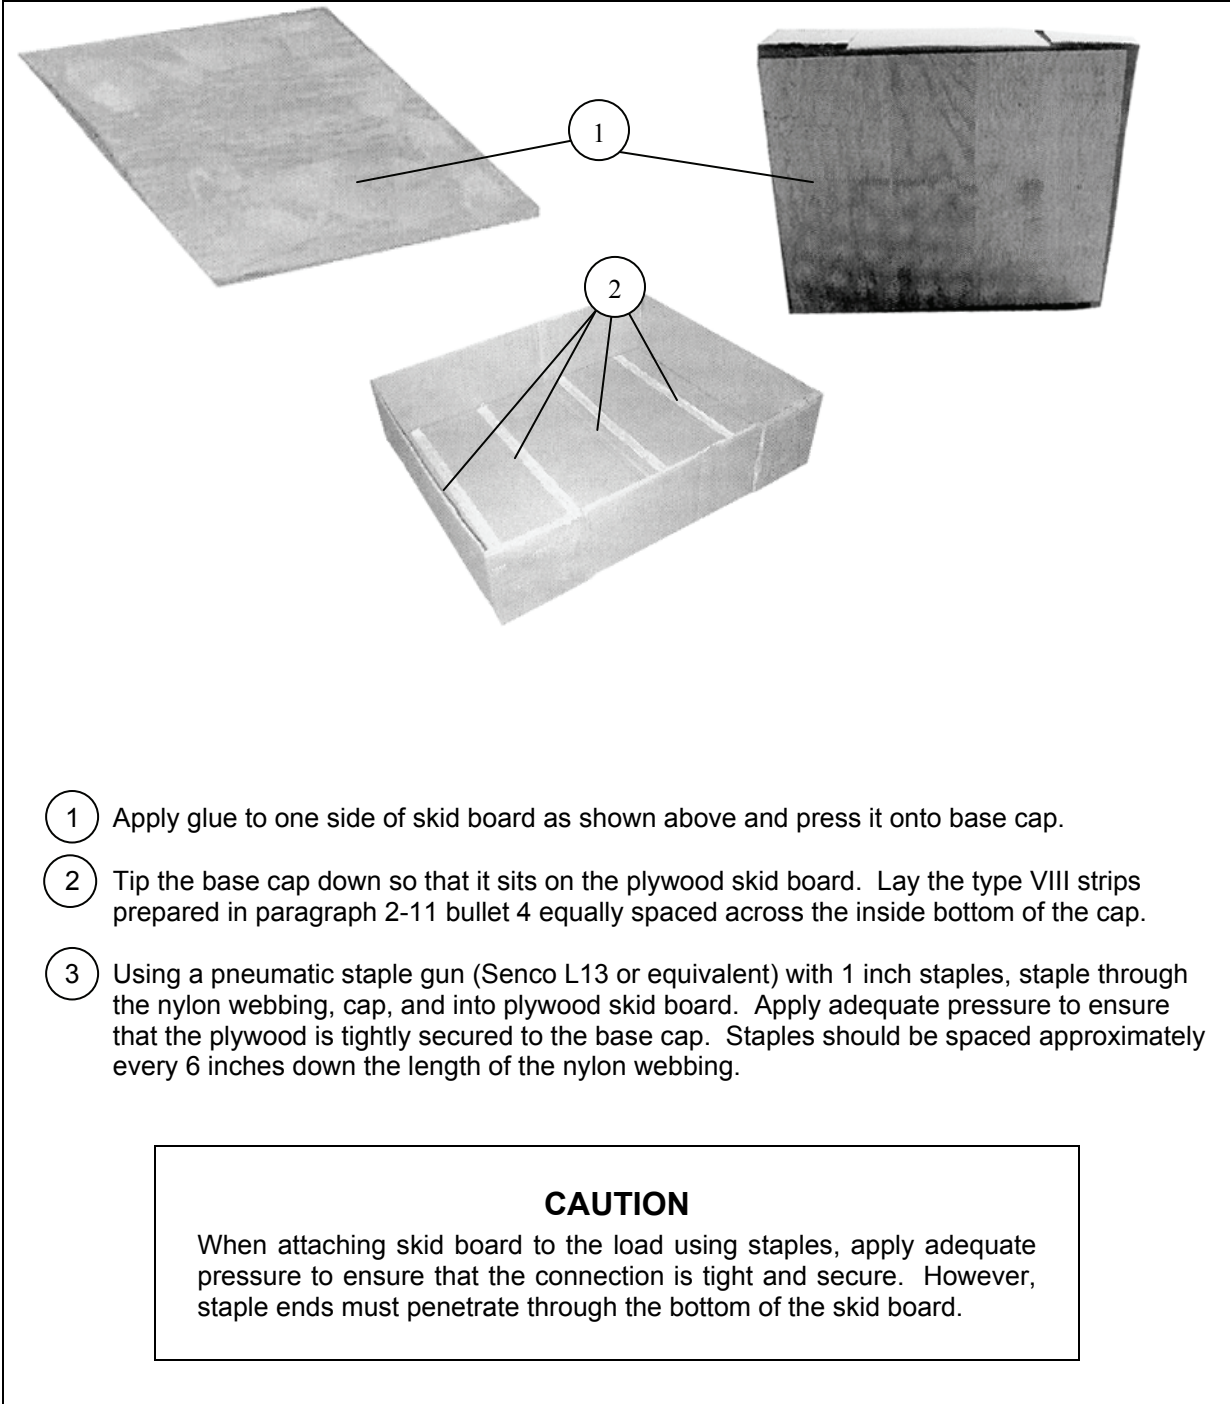 1
2
1 Apply glue to one side of skid board as shown above and press it onto base cap.
2 Tip the base cap down so that it sits on the plywood skid board. Lay the type VIII strips
prepared in paragraph 2-11 bullet 4 equally spaced across the inside bottom of the cap.
3 Using a pneumatic staple gun (Senco L13 or equivalent) with 1 inch staples, staple through
the nylon webbing, cap, and into plywood skid board. Apply adequate pressure to ensure
that the plywood is tightly secured to the base cap. Staples should be spaced approximately
every 6 inches down the length of the nylon webbing.
CAUTION
When attaching skid board to the load using staples, apply adequate
pressure to ensure that the connection is tight and secure. However,
staple ends must penetrate through the bottom of the skid board.